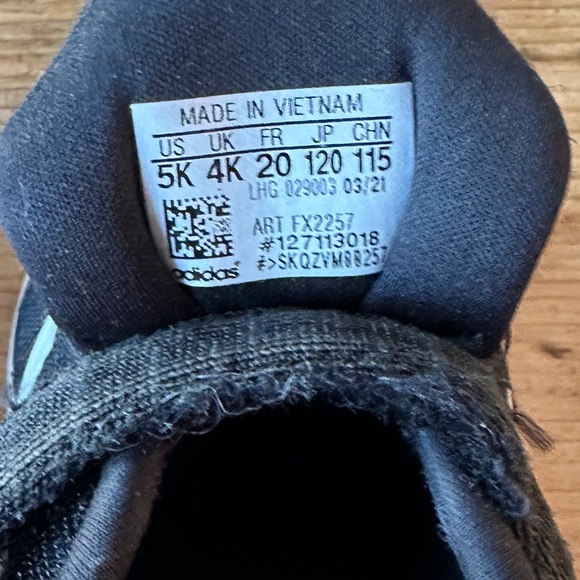 MADE IN VIETNAM
US UK FR JP CHN
5K 4K 20 120 115
LHG 029003 03/21
ART FX2257
#127113018
adidas